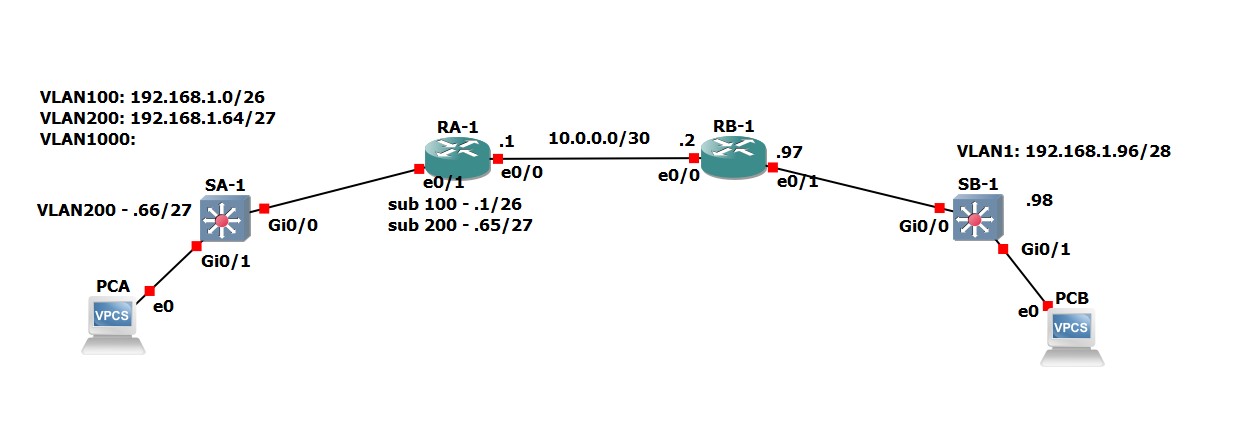 VLAN100: 192.168.1.0/26
VLAN200: 192.168.1.64/27
VLAN1000:
RA-1
.1
10.0.0.0/30
.2
RB-1
.97
e0/0
e0/0
e0/1
e0/1
sub 100 - .1/26
sub 200 - .65/27
VLAN1: 192.168.1.96/28
SA-1
VLAN200 - .66/27
Gi0/0
Gi0/1
SB-1
.98
Gi0/0
Gi0/1
PCA
e0
VPCS
PCB
e0
VPCS